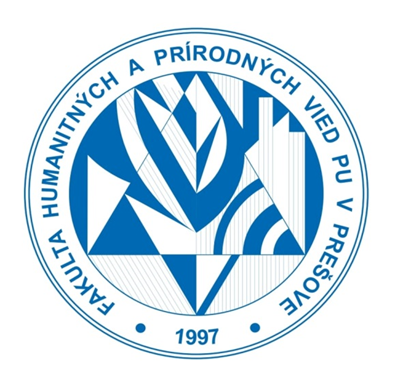 FAKULTA HUMANITNÝCH A PRÍRODNÝCH VIED PU V PREŠOVE
• 1997 •